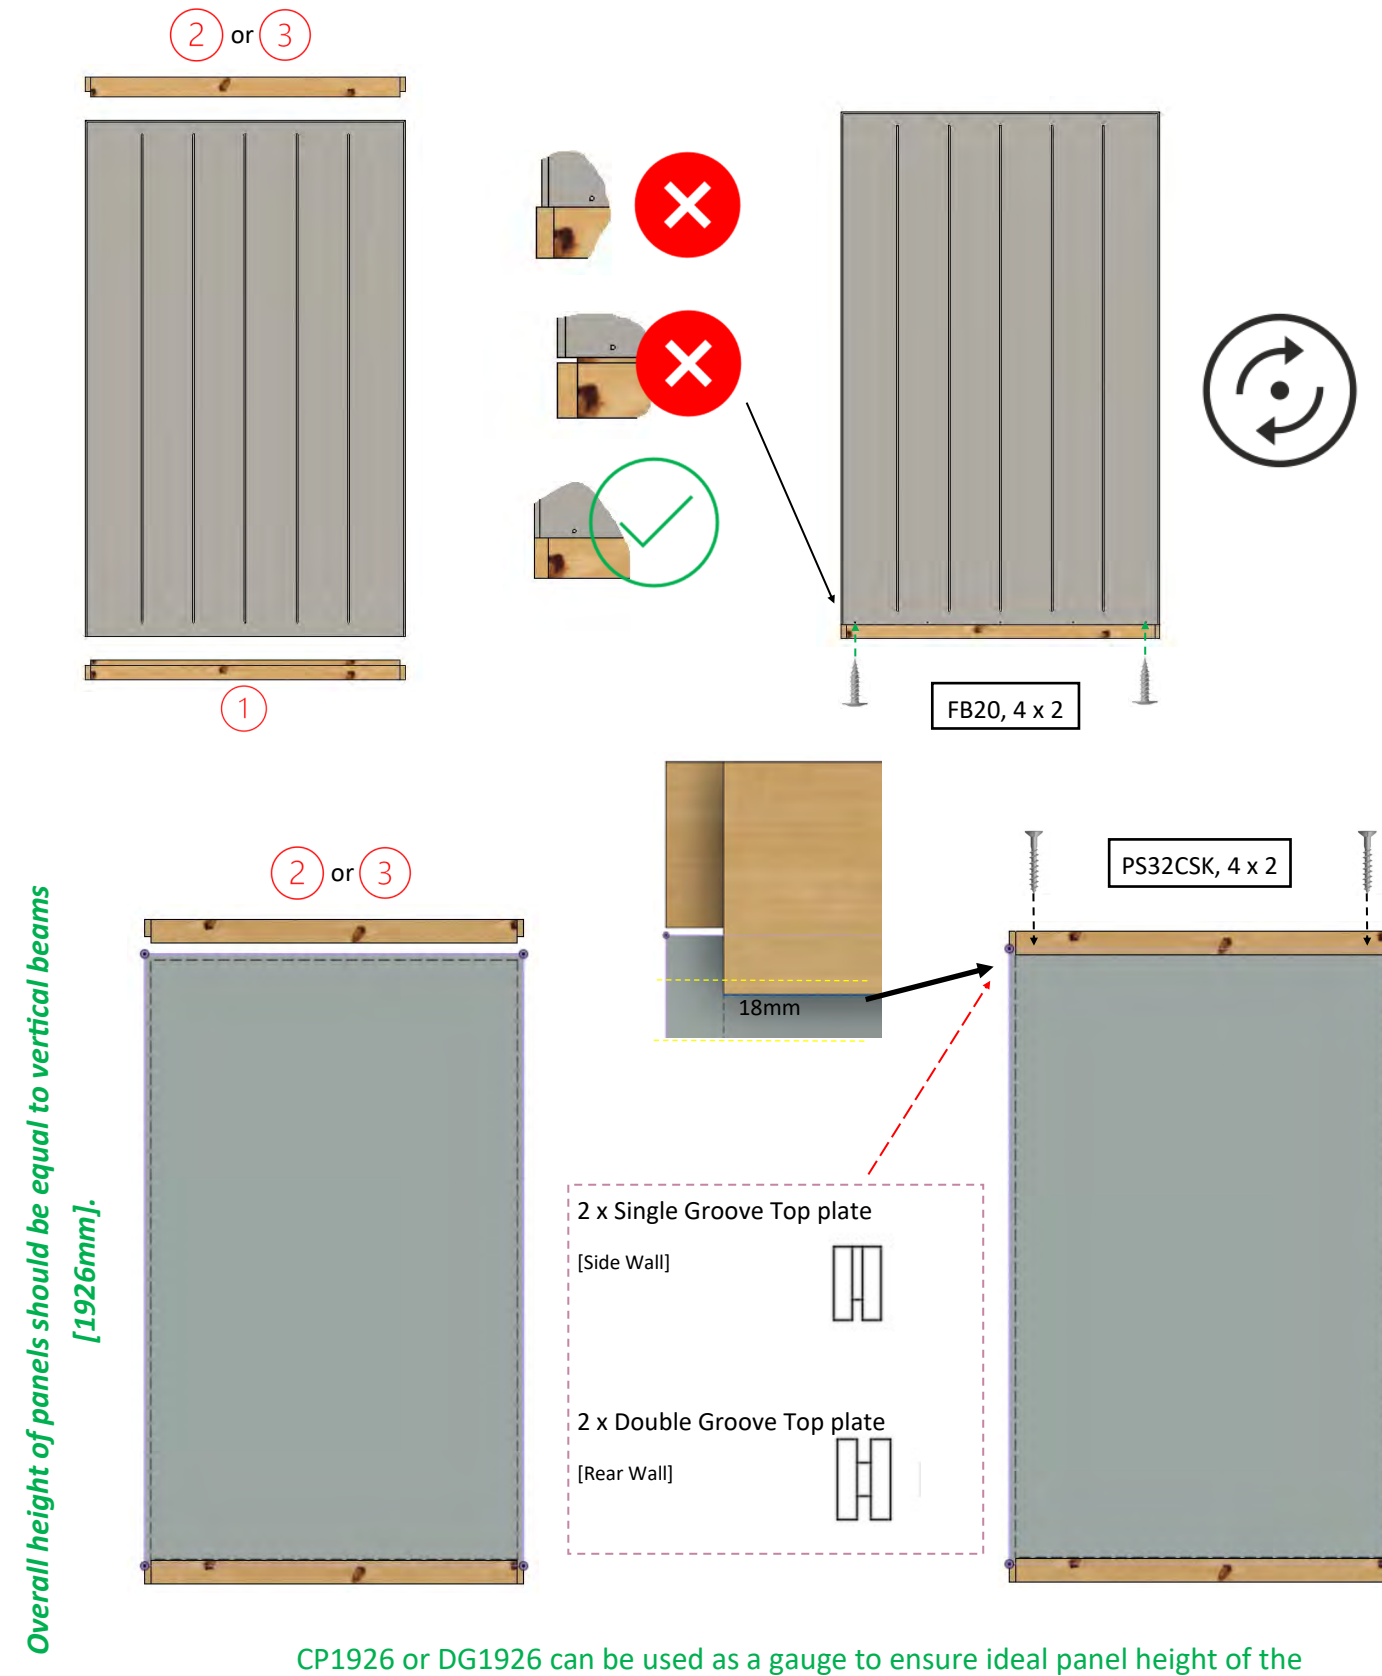 2 or 3
1
FB20, 4 x 2
2 or 3
PS32CSK, 4 x 2
18mm
Overall height of panels should be equal to vertical beams
[1926mm].
2 x Single Groove Top plate
[Side Wall]
2 x Double Groove Top plate
[Rear Wall]
CP1926 or DG1926 can be used as a gauge to ensure ideal panel height of the